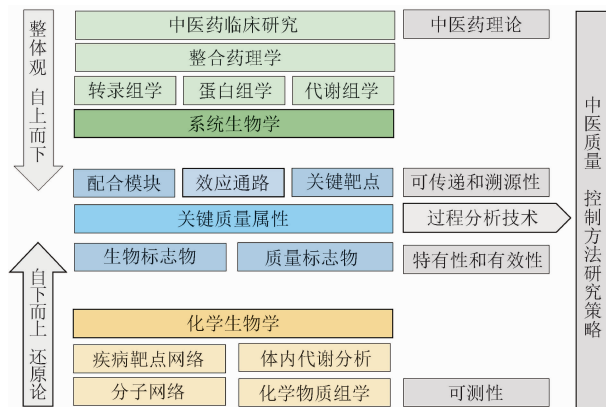 整体观 自上而下
中医药临床研究
中医药理论
整合药理学
转录组学
蛋白组学
代谢组学
系统生物学
配合模块
效应通路
关键靶点
可传递和溯源性
关键质量属性
过程分析技术
生物标志物
质量标志物
特有性和有效性
自下而上 还原论
化学生物学
疾病靶点网络
体内代谢分析
分子网络
化学物质组学
可测性
中医质量 控制方法研究策略